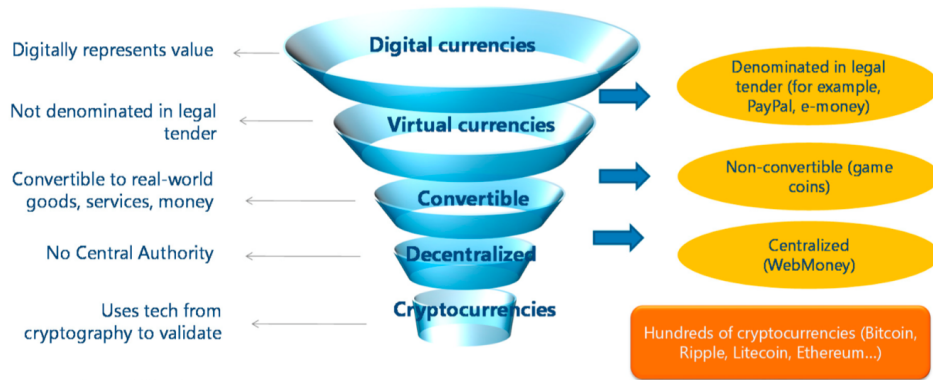 Digitally represents value
Digital currencies
Denominated in legal
tender (for example,
PayPal, e-money)
Not denominated in legal
tender
Virtual currencies
Non-convertible (game
coins)
Convertible to real-world
goods, services, money
Convertible
Centralized
(WebMoney)
No Central Authority
Decentralized
Uses tech from
cryptography to validate
Cryptocurrencies
Hundreds of cryptocurrencies (Bitcoin,
Ripple, Litecoin, Ethereum...)